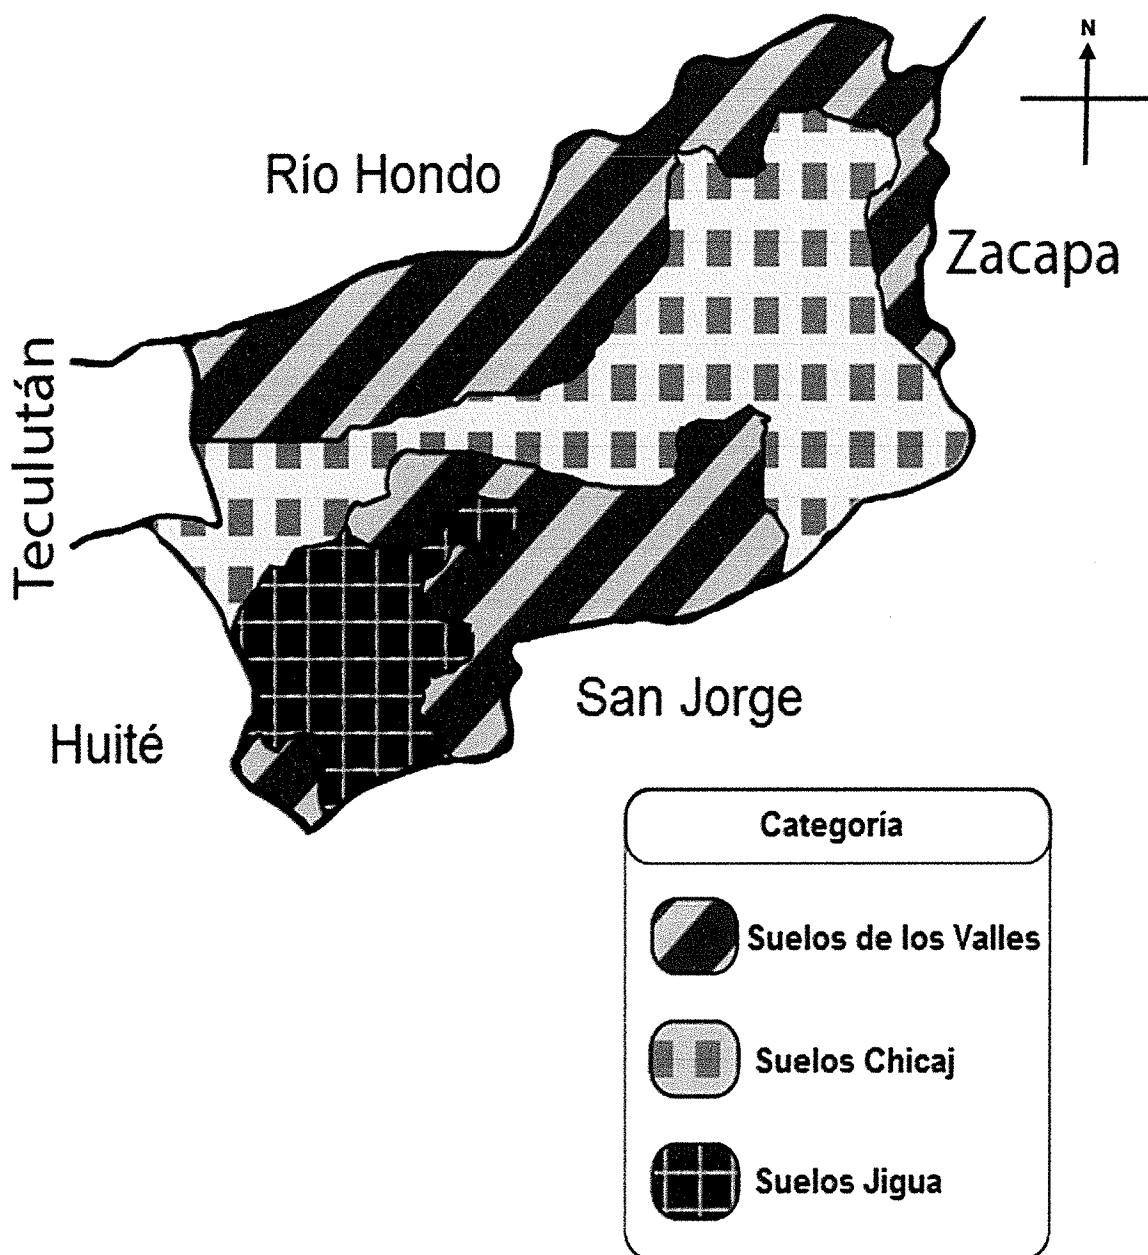 N
Río Hondo
Zacapa
Teculután
San Jorge
Huité
Categoría
Suelos de los Valles
Suelos Chicaj
Suelos Jigua